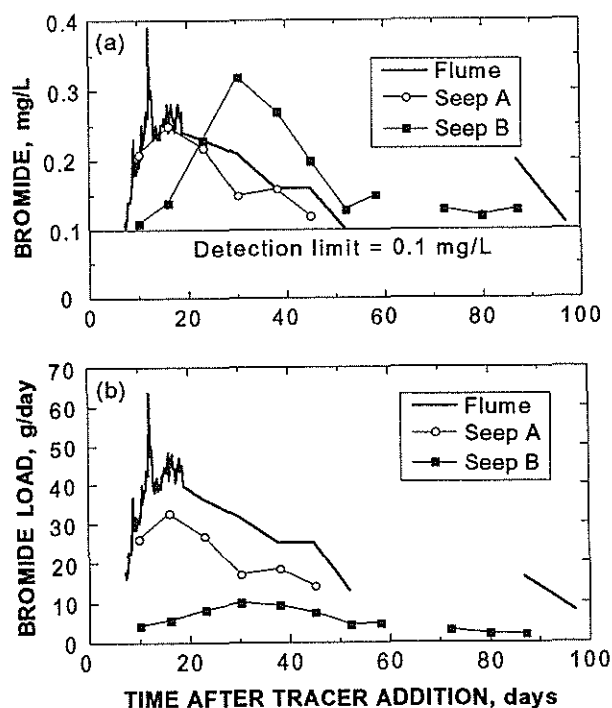 (a)
BROMIDE, mg/L
0.4
0.3
0.2
0.1
0
Flume
Seep A
Seep B
Detection limit = 0.1 mg/L
0 20 40 60 80 100
(b)
BROMIDE LOAD, g/day
70
60
50
40
30
20
10
0
Flume
Seep A
Seep B
0 20 40 60 80 100
TIME AFTER TRACER ADDITION, days